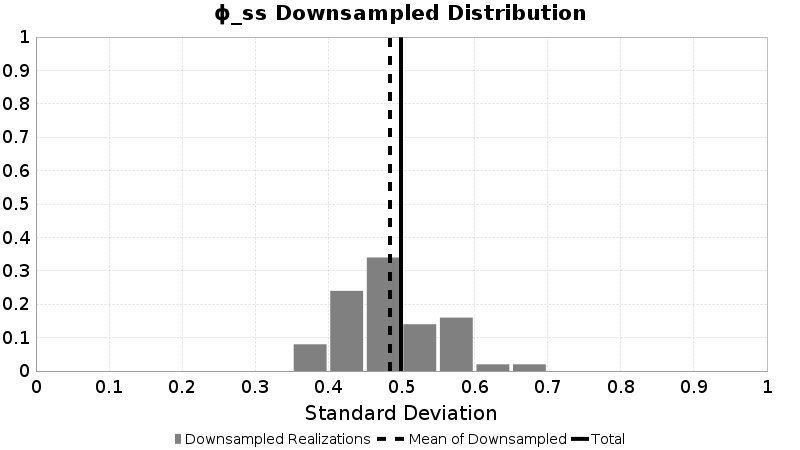 ϕ_ss Downsampled Distribution
1
0.9
0.8
0.7
0.6
0.5
0.4
0.3
0.2
0.1
0
0 0.1 0.2 0.3 0.4 0.5 0.6 0.7 0.8 0.9 1
Standard Deviation
Downsampled Realizations Mean of Downsampled Total